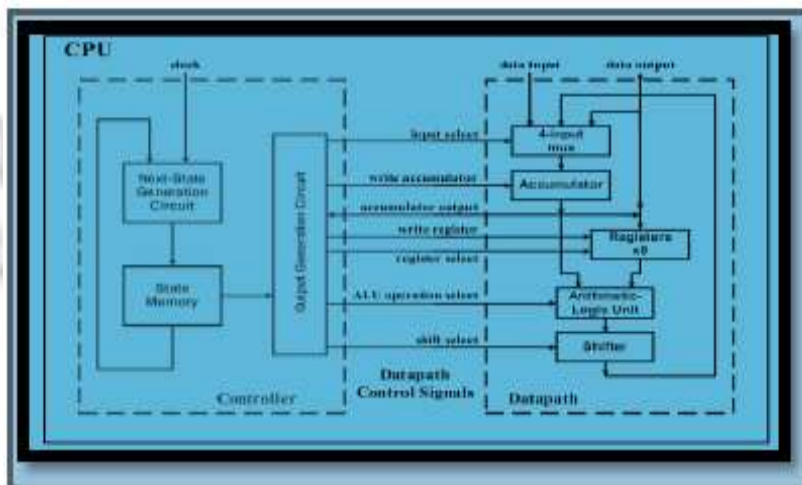 CPU
clock
data Input
data output
Input select
4-input
mux
Next-State
Generation
Circuit
write accumulator
Accumulator
Output Generation Circuit
accumulator output
write register
Registers
x8
register select
State
Memory
ALU operation select
Arithmetic-
Logic Unit
shift select
Shifter
Datapath
Control Signals
Controller
Datapath